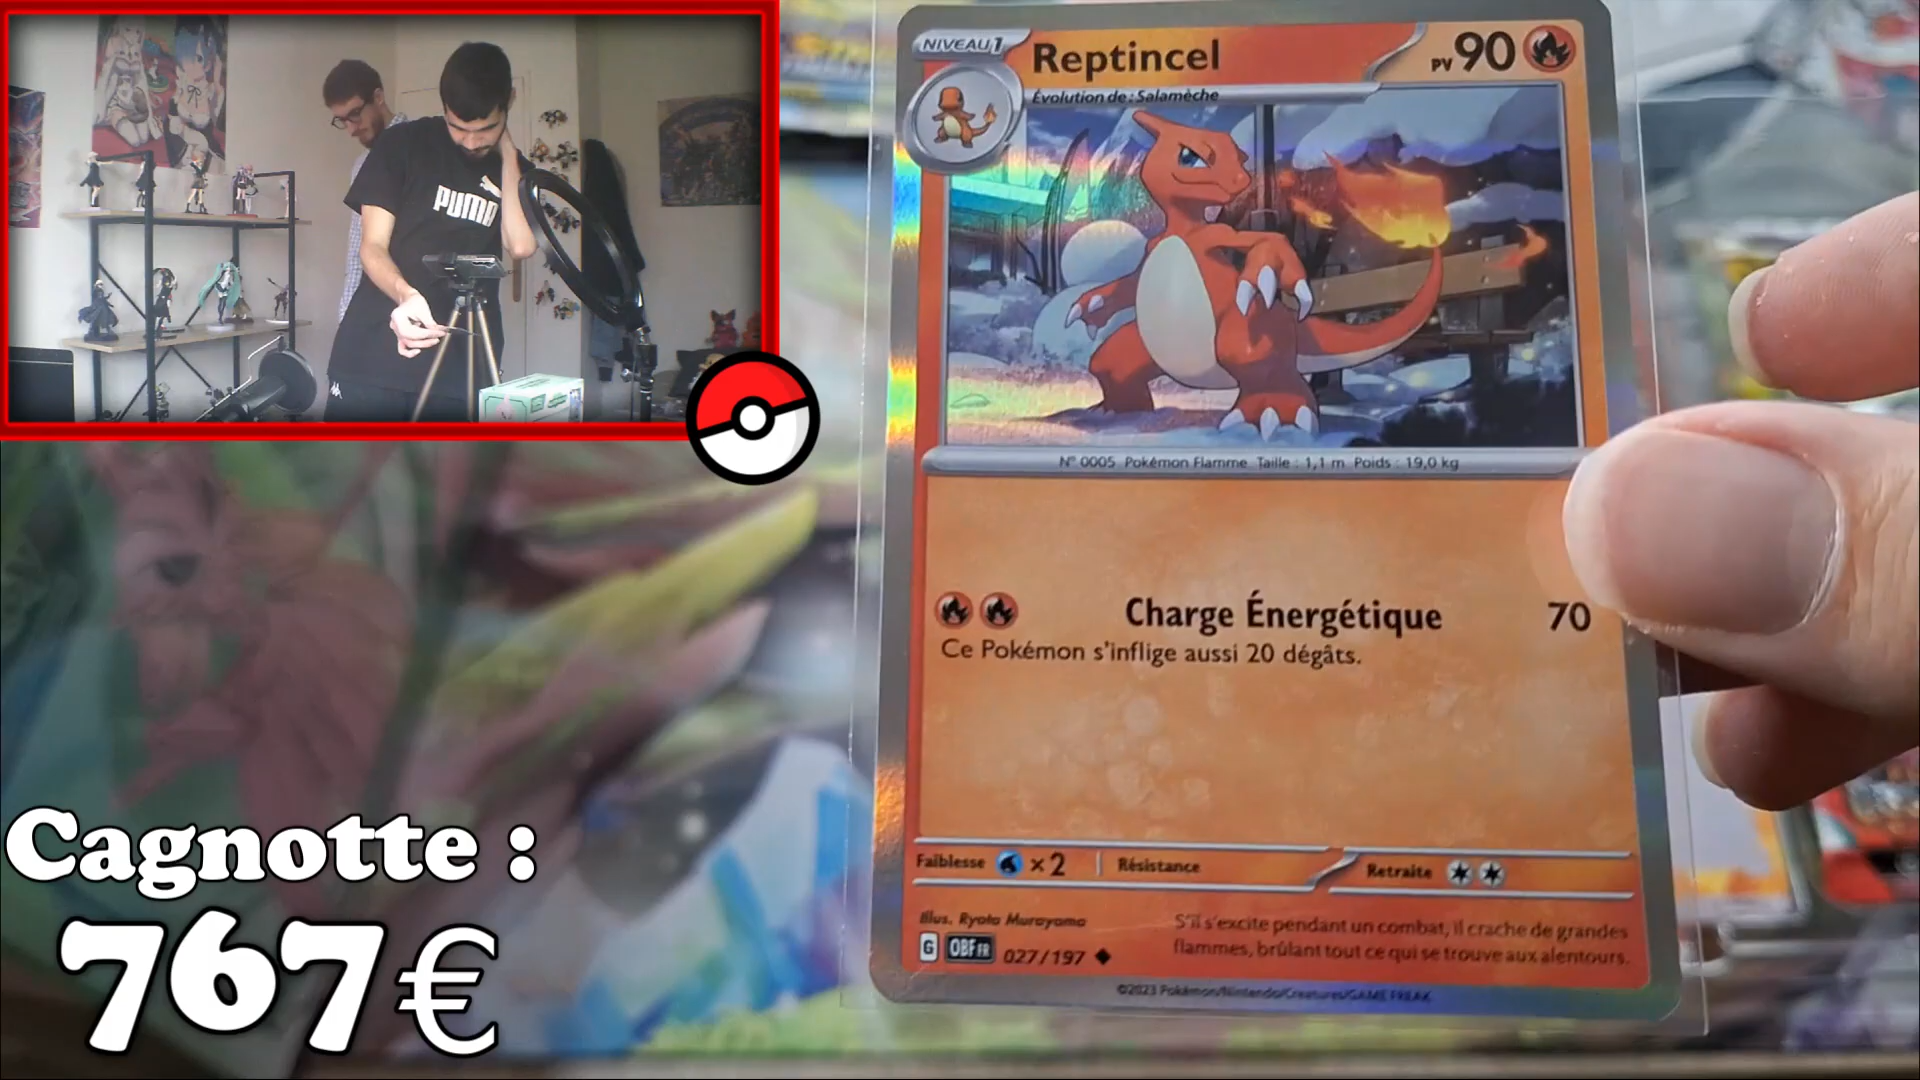 PUMA
NIVEAU 1
Reptincel
PV 90
Évolution de : Salamèche
N° 0005 Pokémon Flamme Taille : 1,1 m Poids : 19,0 kg
Charge Énergétique 70
Ce Pokémon s'inflige aussi 20 dégâts.
Faiblesse ×2 Résistance Retraite
Illus. Ryota Murayama
G OBF FR 027/197
S'il s'excite pendant un combat, il crache de grandes
flammes, brûlant tout ce qui se trouve aux alentours.
©2023 Pokémon/Nintendo/Creatures/GAME FREAK
Cagnotte :
767€